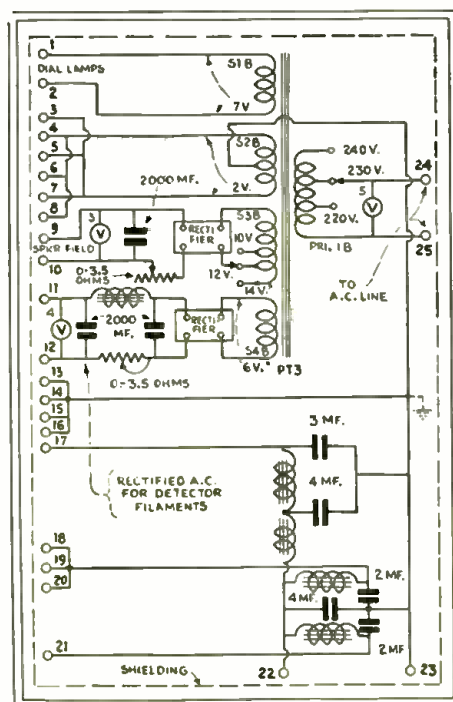 1
DIAL LAMPS
2
S1B
7V
3
4
5
6
7
8
S2B
2V.
2000 MF.
240V.
230V.
220V.
24
5
V
25
PRI. 1B
TO
A.C. LINE
9
3
V
SPKR FIELD
10
RECTI
FIER
S3B
10V.
12V.
14V.
0-3.5
OHMS
11
4
V
12
2000
MF.
RECTI
FIER
S4B
6V.
PT3
0-3.5 OHMS
13
14
15
16
17
3 MF.
4 MF.
RECTIFIED A.C.
FOR DETECTOR
FILAMENTS
18
19
20
2 MF.
4 MF.
2 MF
21
SHIELDING
22
23